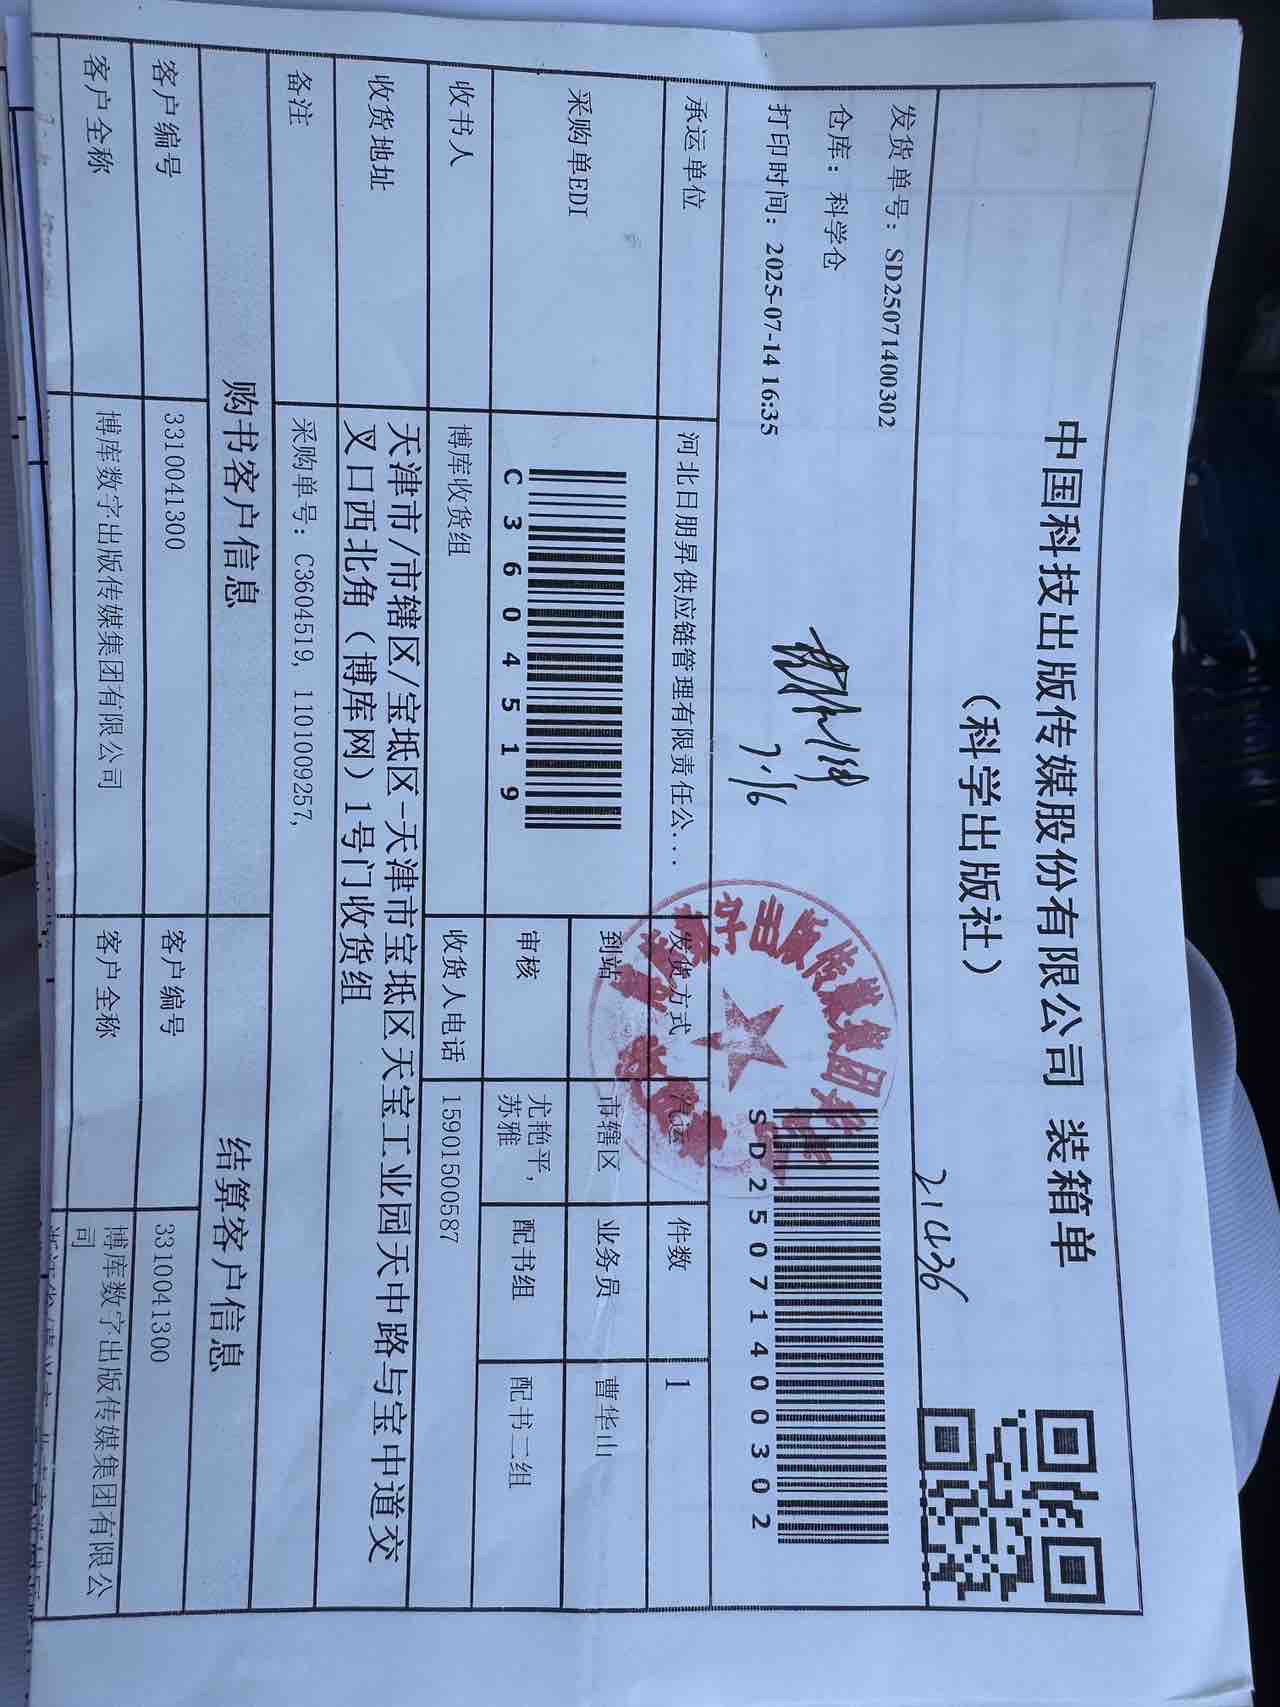 中国科技出版传媒股份有限公司 装箱单
（科学出版社）
21436
发货单号：SD25071400302
仓库：科学仓
打印时间：2025-07-14 16:35
7.16
SD25071400302
承运单位 河北日朋昇供应链管理有限责任公... 发货方式 汽运 件数 1
采购单EDI C3604519 到站 市辖区 业务员 曹华山
审核 尤艳平, 苏雅 配书组 配书二组
收书人 博库收货组 收货人电话 15901500587
收货地址 天津市/市辖区/宝坻区-天津市宝坻区天宝工业园天中路与宝中道交
叉口西北角（博库网）1号门收货组
备注 采购单号：C3604519, 1101009257,
购书客户信息 结算客户信息
客户编号 3310041300 客户编号 3310041300
客户全称 博库数字出版传媒集团有限公司 客户全称 博库数字出版传媒集团有限公
司